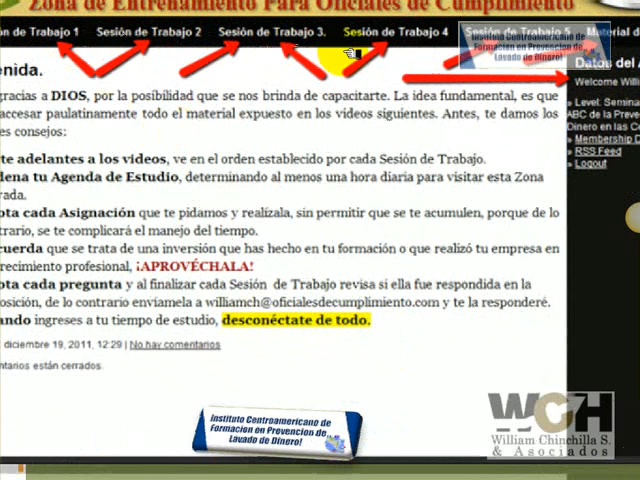 Zona de Entrenamiento Para Oficiales de Cumplimiento
de Trabajo 1 Sesión de Trabajo 2 Sesión de Trabajo 3. Sesión de Trabajo 4 Sesión de Trabajo 5 Material d
Instituto Centroamericano de
Formacion en Prevencion de
Lavado de Dinero!
enida.
gracias a DIOS, por la posibilidad que se nos brinda de capacitarte. La idea fundamental, es que
accesar paulatinamente todo el material expuesto en los videos siguientes. Antes, te damos los
es consejos:
te adelantes a los videos, ve en el orden establecido por cada Sesión de Trabajo.
dena tu Agenda de Estudio, determinando al menos una hora diaria para visitar esta Zona
rada.
ota cada Asignación que te pidamos y realízala, sin permitir que se te acumulen, porque de lo
trario, se te complicará el manejo del tiempo.
cuerda que se trata de una inversión que has hecho en tu formación o que realizó tu empresa en
recimiento profesional, ¡APROVÉCHALA!
ota cada pregunta y al finalizar cada Sesión de Trabajo revisa si ella fue respondida en la
osición, de lo contrario envíamela a williamch@oficialesdecumplimiento.com y te la responderé.
ando ingreses a tu tiempo de estudio, desconéctate de todo.
diciembre 19, 2011, 12:29 | No hay comentarios
ntarios están cerrados.
Datos del A
Welcome Willi
» Level: Semina
ABC de la Preve
Dinero en las Co
» Membership D
» RSS Feed
» Logout
Instituto Centroamericano de
Formacion en Prevencion de
Lavado de Dinero!
WCH
William Chinchilla S.
& Asociados